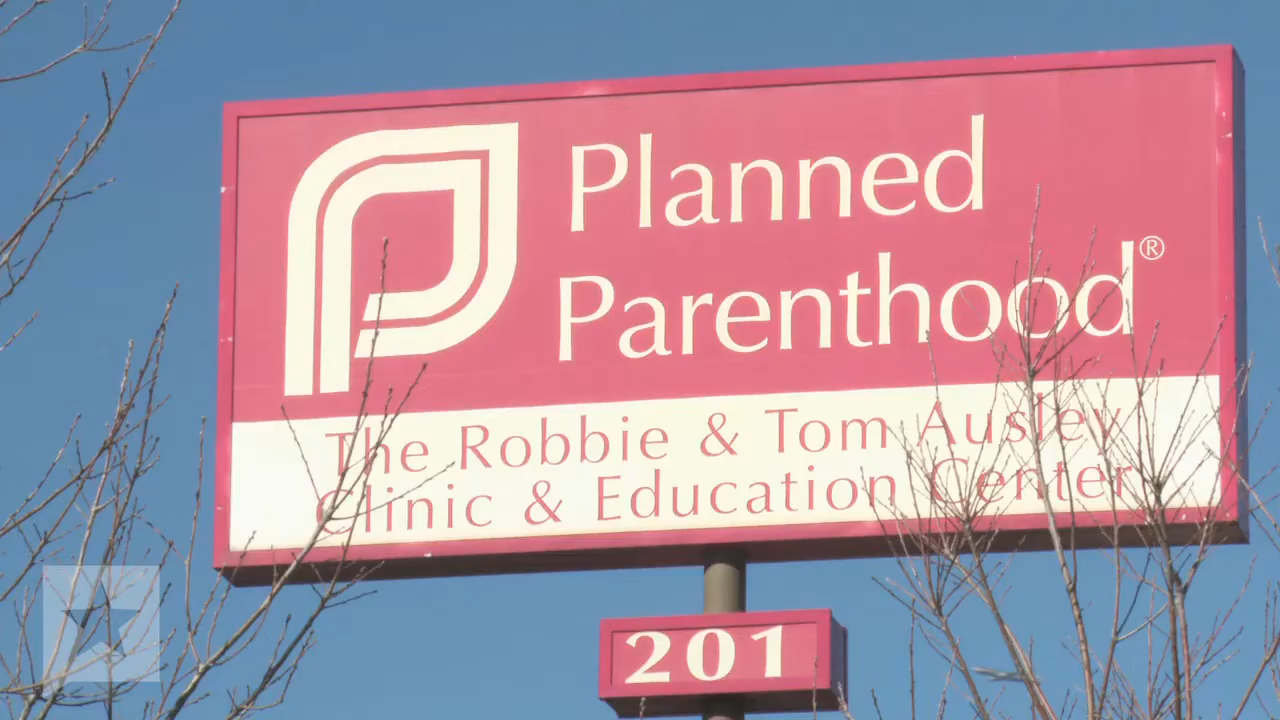 Planned
Parenthood®
The Robbie & Tom Ausley
Clinic & Education Center
201